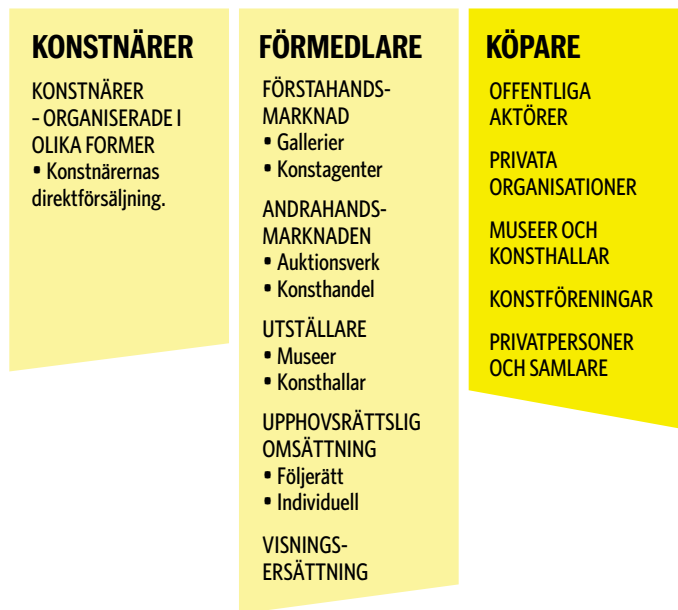 KONSTNÄRER
KONSTNÄRER
– ORGANISERADE I
OLIKA FORMER
• Konstnärernas
direktförsäljning.
FÖRMEDLARE
FÖRSTAHANDS-
MARKNAD
• Gallerier
• Konstagenter
ANDRAHANDS-
MARKNADEN
• Auktionsverk
• Konsthandel
UTSTÄLLARE
• Museer
• Konsthallar
UPPHOVSRÄTTSLIG
OMSÄTTNING
• Följerätt
• Individuell
VISNINGS-
ERSÄTTNING
KÖPARE
OFFENTLIGA
AKTÖRER
PRIVATA
ORGANISATIONER
MUSEER OCH
KONSTHALLAR
KONSTFÖRENINGAR
PRIVATPERSONER
OCH SAMLARE